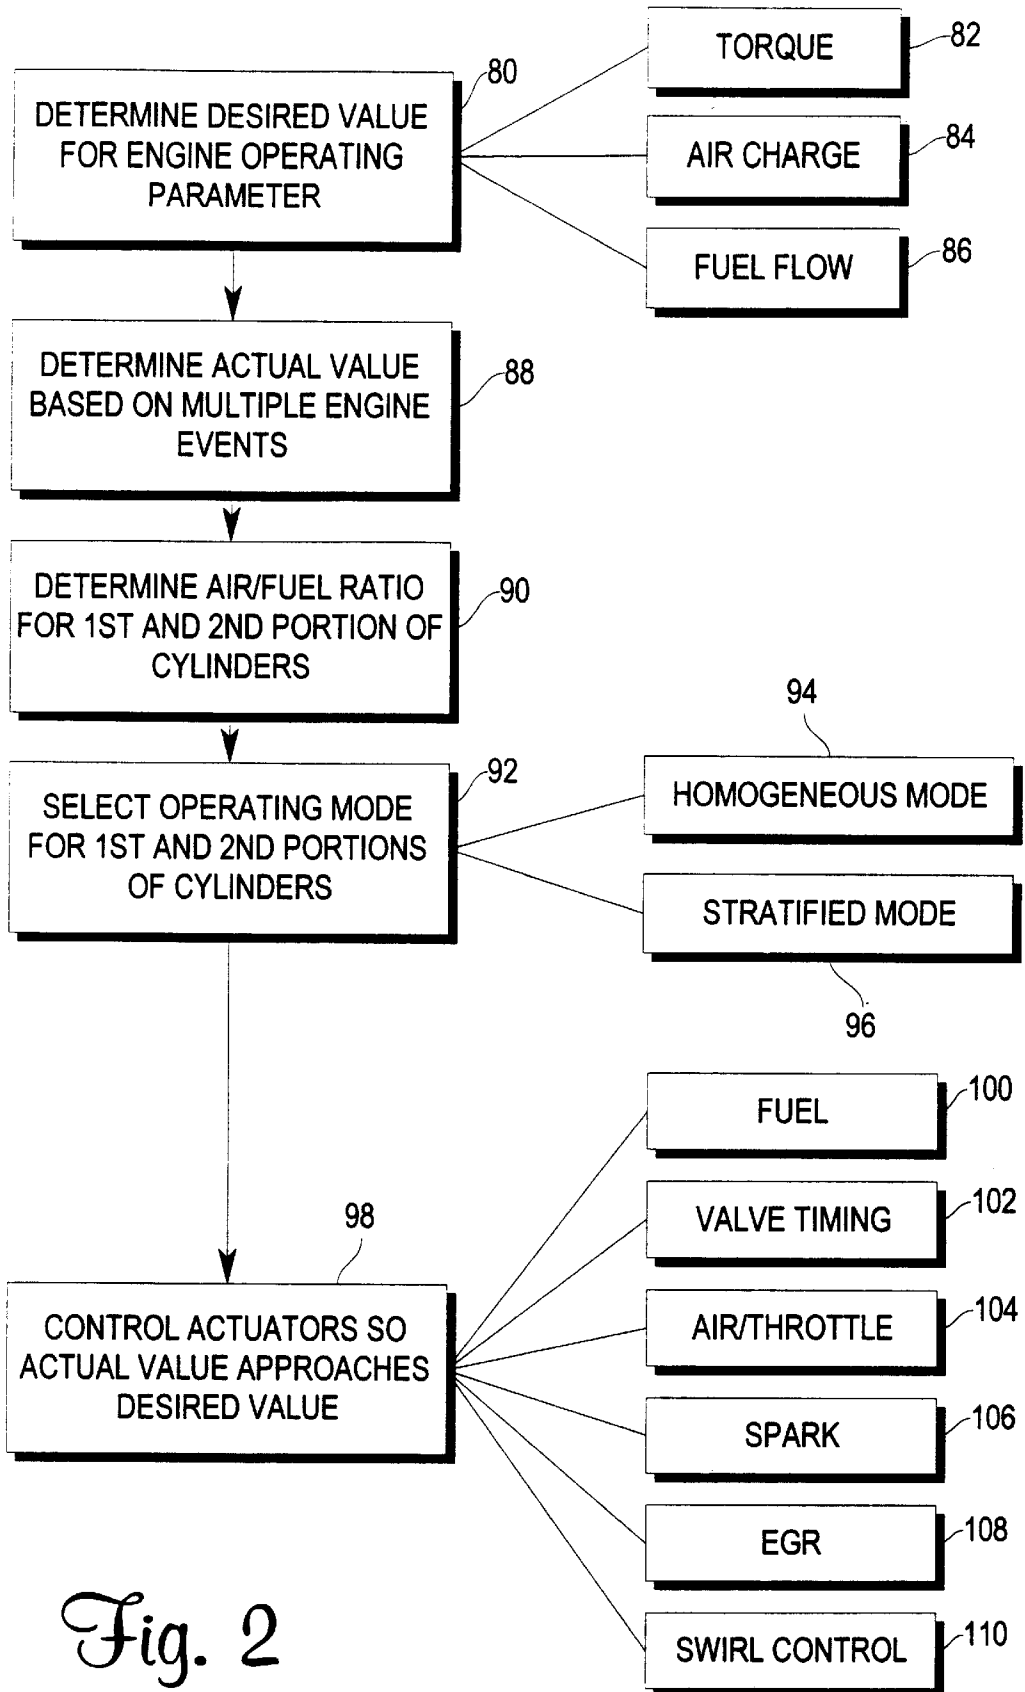 80
DETERMINE DESIRED VALUE
FOR ENGINE OPERATING
PARAMETER
TORQUE
82
AIR CHARGE
84
FUEL FLOW
86
DETERMINE ACTUAL VALUE
BASED ON MULTIPLE ENGINE
EVENTS
88
DETERMINE AIR/FUEL RATIO
FOR 1ST AND 2ND PORTION OF
CYLINDERS
90
SELECT OPERATING MODE
FOR 1ST AND 2ND PORTIONS
OF CYLINDERS
92
94
HOMOGENEOUS MODE
STRATIFIED MODE
96
98
CONTROL ACTUATORS SO
ACTUAL VALUE APPROACHES
DESIRED VALUE
FUEL
100
VALVE TIMING
102
AIR/THROTTLE
104
SPARK
106
EGR
108
SWIRL CONTROL
110
Fig. 2